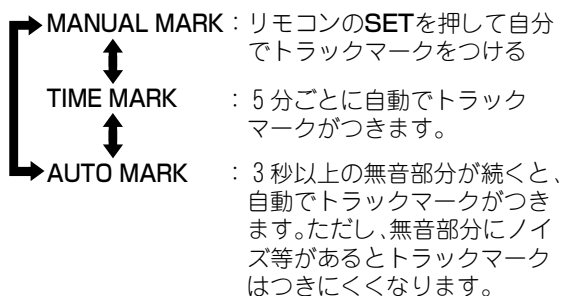 MANUAL MARK：リモコンのSETを押して自分
でトラックマークをつける
TIME MARK：5分ごとに自動でトラック
マークがつきます。
AUTO MARK：3秒以上の無音部分が続くと、
自動でトラックマークがつき
ます。ただし、無音部分にノイ
ズ等があるとトラックマーク
はつきにくくなります。